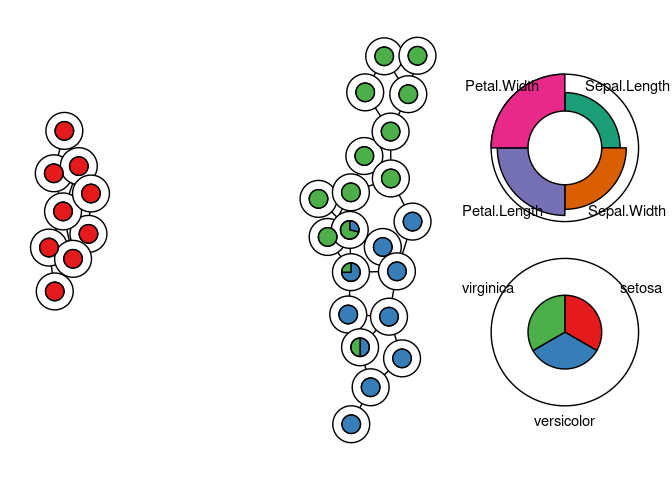 Petal.Width
Sepal.Length
Petal.Length
Sepal.Width
virginica
setosa
versicolor